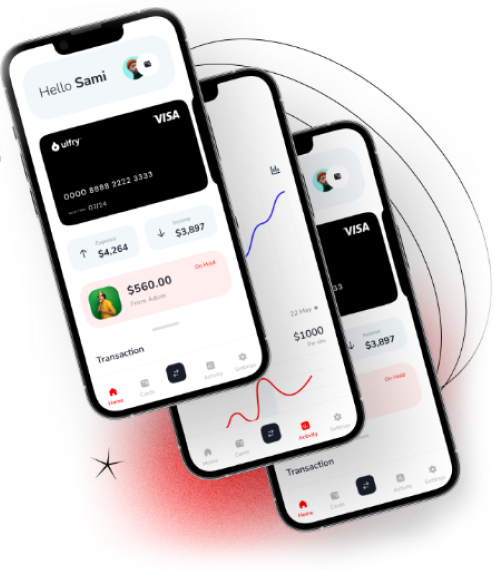 Hello Sami
VISA
ulfry
0000 8888 2222 3333
07/24
Expense
$4,264
Income
$3,897
On Hold
$560.00
From Adom
Transaction
Home
Cards
Activity
Settings
22 May
$1000
Per day
Home
Cards
Activity
Settings
VISA
33
Income
$3,897
On Hold
Transaction
Home
Cards
Activity
Settings